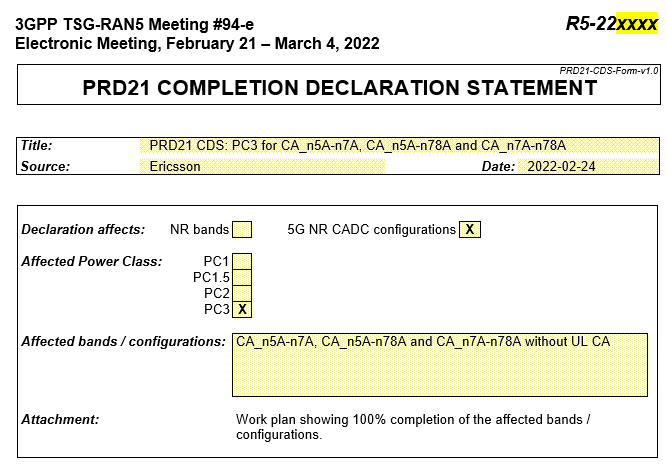 3GPP TSG-RAN5 Meeting #94-e R5-22xxxx
Electronic Meeting, February 21 – March 4, 2022
PRD21-CDS-Form-v1.0
PRD21 COMPLETION DECLARATION STATEMENT
Title: PRD21 CDS: PC3 for CA_n5A-n7A, CA_n5A-n78A and CA_n7A-n78A
Source: Ericsson Date: 2022-02-24
Declaration affects: NR bands 5G NR CADC configurations X
Affected Power Class: PC1
PC1.5
PC2
PC3 X
Affected bands / configurations: CA_n5A-n7A, CA_n5A-n78A and CA_n7A-n78A without UL CA
Attachment: Work plan showing 100% completion of the affected bands /
configurations.